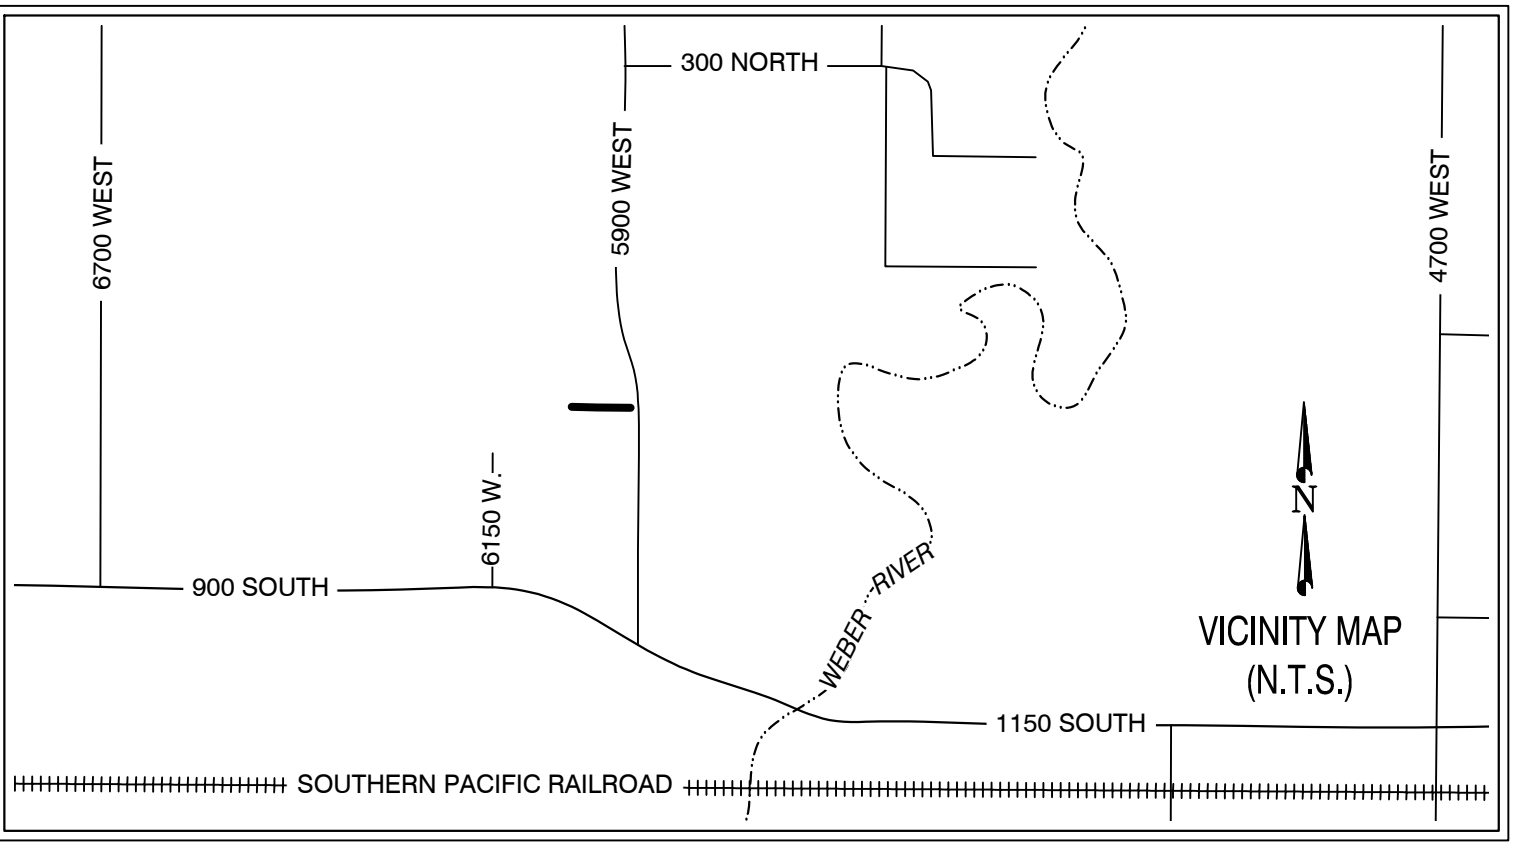 300 NORTH
6700 WEST
5900 WEST
4700 WEST
6150 W.
900 SOUTH
WEBER RIVER
N
VICINITY MAP
(N.T.S.)
1150 SOUTH
SOUTHERN PACIFIC RAILROAD